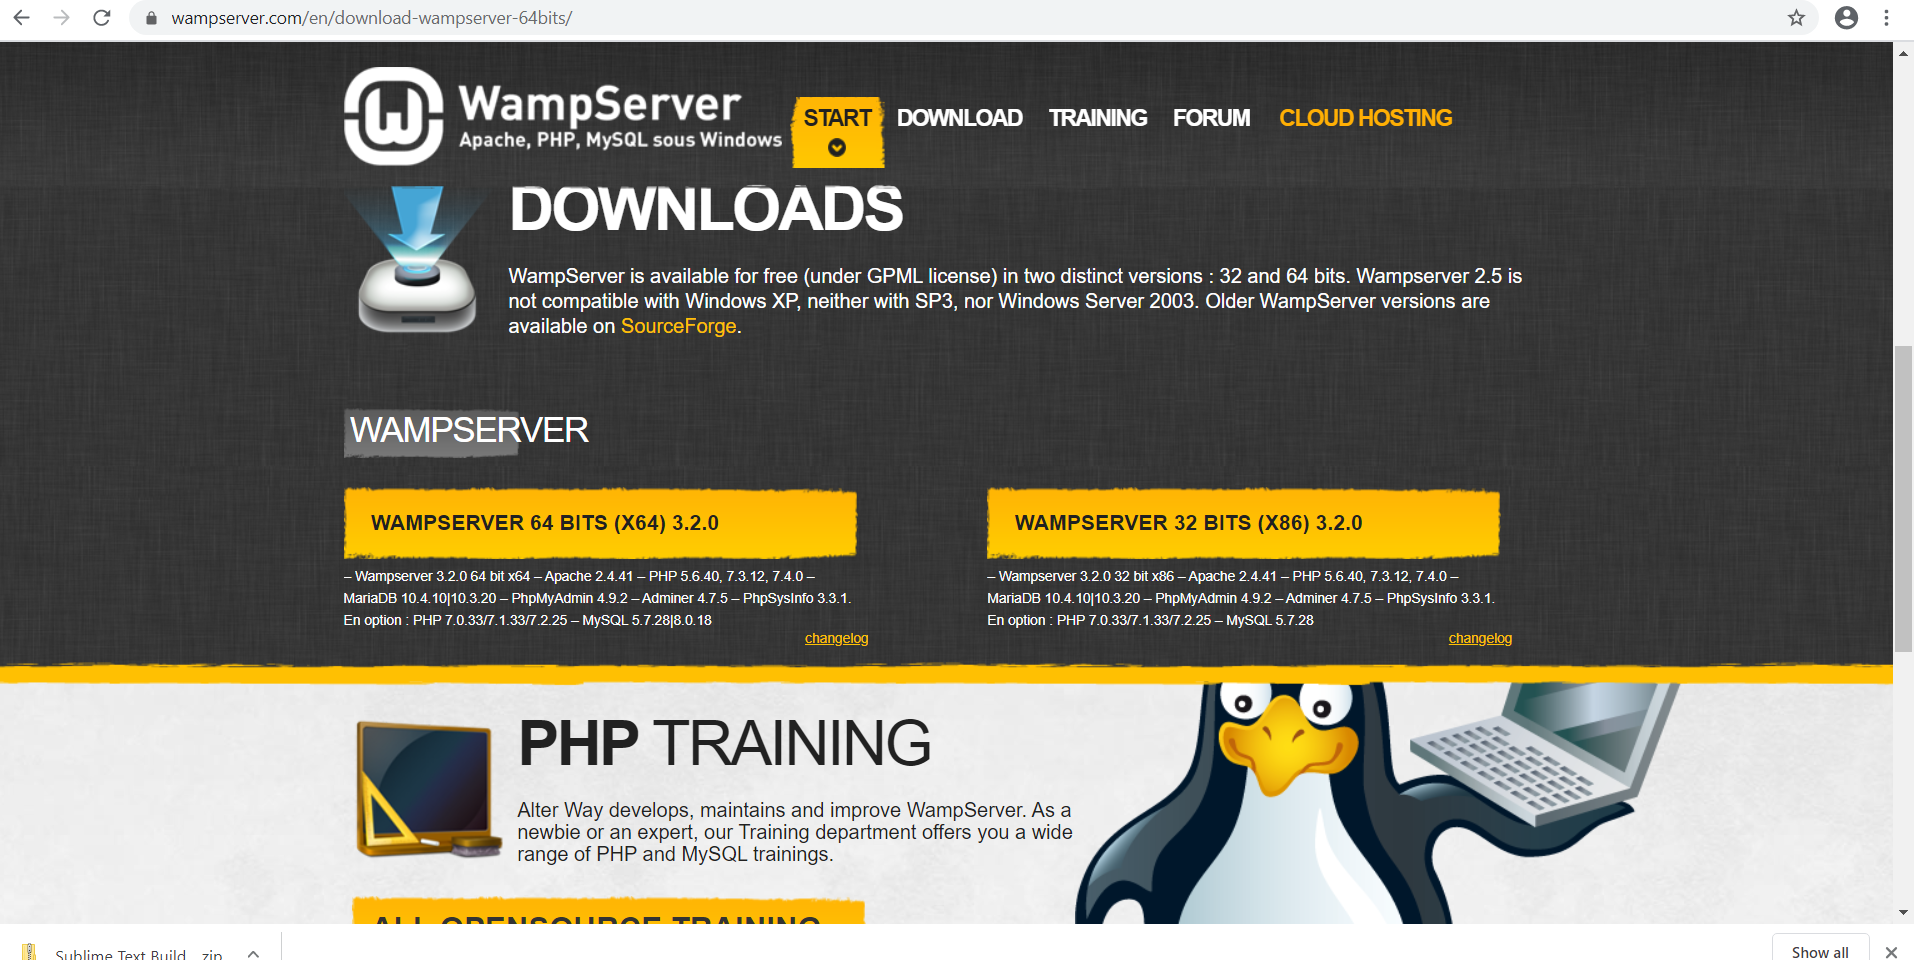 wampserver.com/en/download-wampserver-64bits/
WampServer
Apache, PHP, MySQL sous Windows
START
DOWNLOAD
TRAINING
FORUM
CLOUD HOSTING
DOWNLOADS
WampServer is available for free (under GPML license) in two distinct versions : 32 and 64 bits. Wampserver 2.5 is
not compatible with Windows XP, neither with SP3, nor Windows Server 2003. Older WampServer versions are
available on SourceForge.
WAMPSERVER
WAMPSERVER 64 BITS (X64) 3.2.0
– Wampserver 3.2.0 64 bit x64 – Apache 2.4.41 – PHP 5.6.40, 7.3.12, 7.4.0 –
MariaDB 10.4.10|10.3.20 – PhpMyAdmin 4.9.2 – Adminer 4.7.5 – PhpSysInfo 3.3.1.
En option : PHP 7.0.33/7.1.33/7.2.25 – MySQL 5.7.28|8.0.18
changelog
WAMPSERVER 32 BITS (X86) 3.2.0
– Wampserver 3.2.0 32 bit x86 – Apache 2.4.41 – PHP 5.6.40, 7.3.12, 7.4.0 –
MariaDB 10.4.10|10.3.20 – PhpMyAdmin 4.9.2 – Adminer 4.7.5 – PhpSysInfo 3.3.1.
En option : PHP 7.0.33/7.1.33/7.2.25 – MySQL 5.7.28
changelog
PHP TRAINING
Alter Way develops, maintains and improve WampServer. As a
newbie or an expert, our Training department offers you a wide
range of PHP and MySQL trainings.
ALL OPENSOURCE TRAINING
Sublime Text Build....zip
Show all